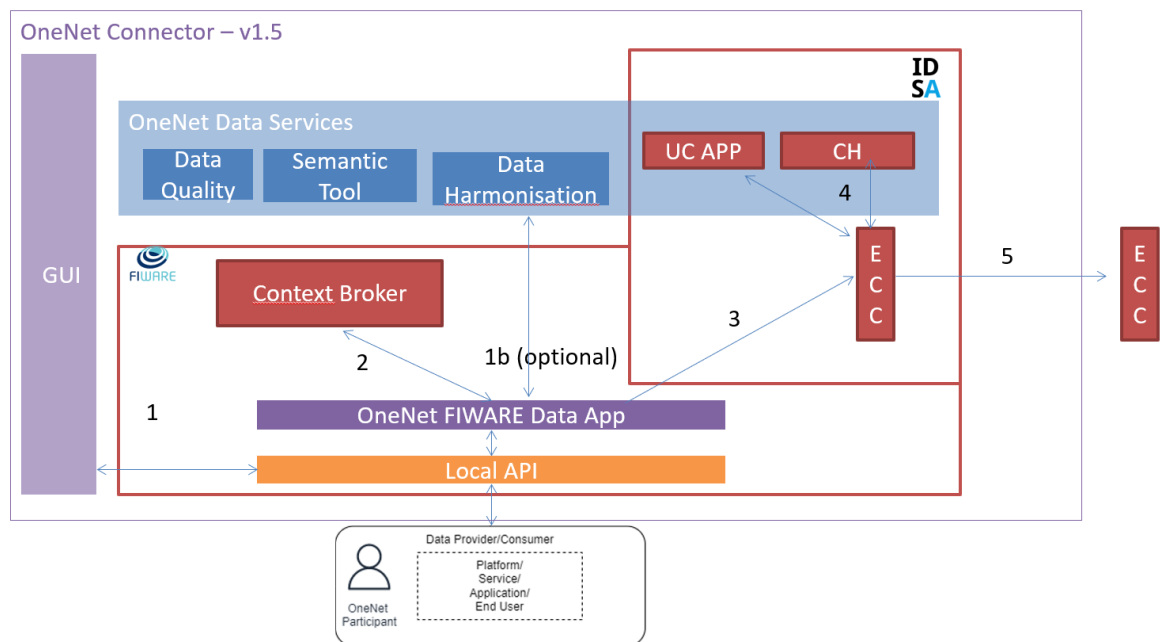 OneNet Connector – v1.5
ID
SA
OneNet Data Services
Data
Quality
Semantic
Tool
Data
Harmonisation
UC APP
CH
4
GUI
FIWARE
Context Broker
E
C
C
5
E
C
C
3
2
1b (optional)
1
OneNet FIWARE Data App
Local API
Data Provider/Consumer
Platform/
Service/
Application/
End User
OneNet
Participant